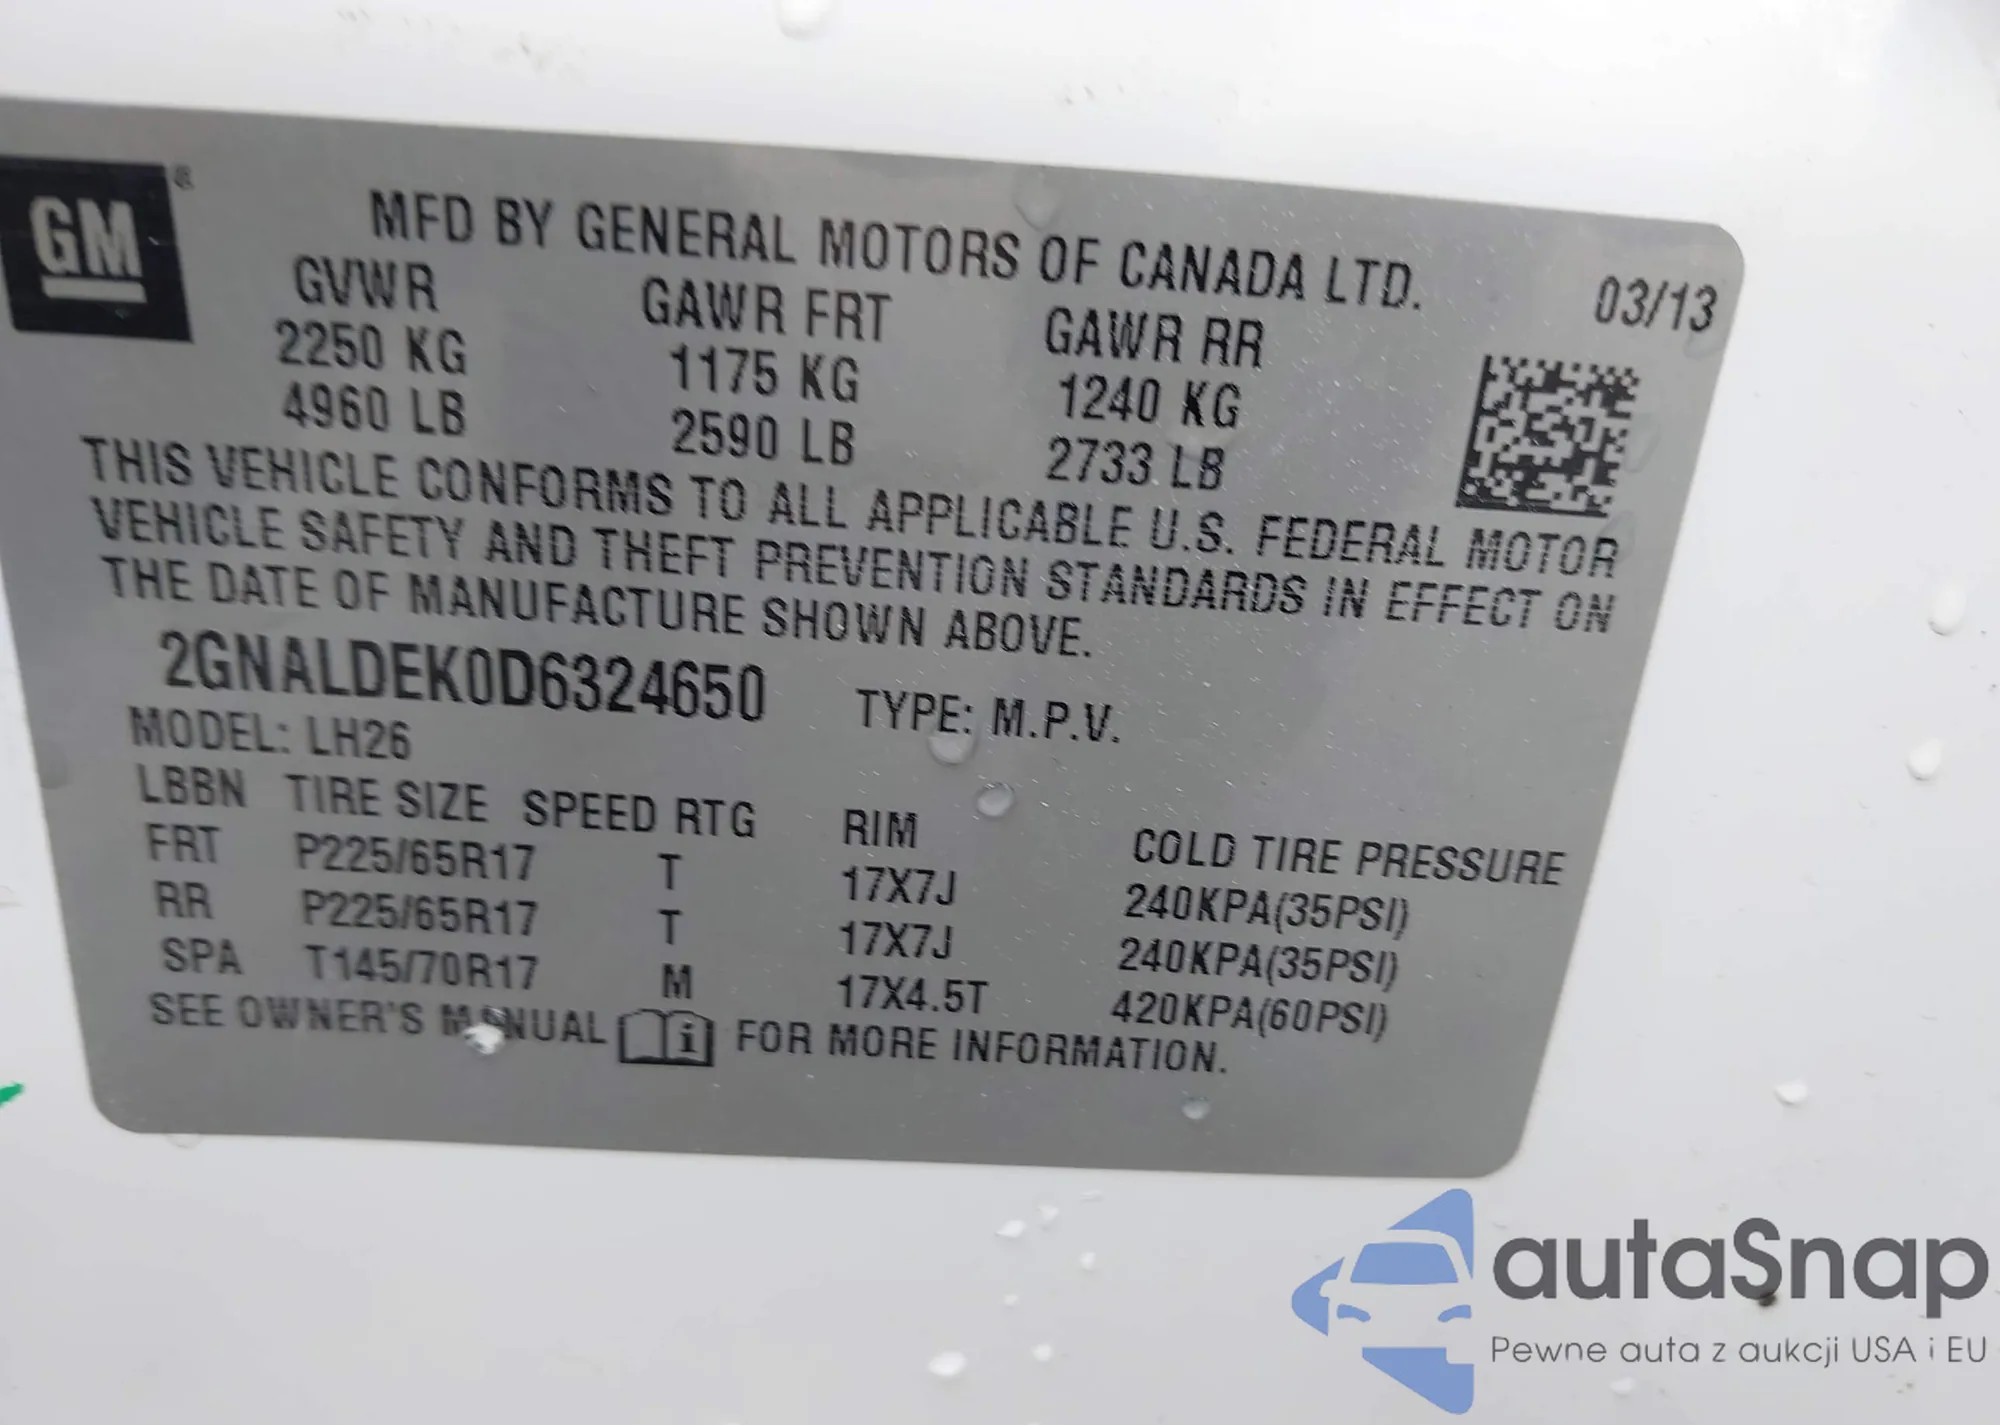 GM
MFD BY GENERAL MOTORS OF CANADA LTD.
03/13
GVWR GAWR FRT GAWR RR
2250 KG 1175 KG 1240 KG
4960 LB 2590 LB 2733 LB
THIS VEHICLE CONFORMS TO ALL APPLICABLE U.S. FEDERAL MOTOR
VEHICLE SAFETY AND THEFT PREVENTION STANDARDS IN EFFECT ON
THE DATE OF MANUFACTURE SHOWN ABOVE.
2GNALDEK0D6324650 TYPE: M.P.V.
MODEL: LH26
LBBN TIRE SIZE SPEED RTG RIM COLD TIRE PRESSURE
FRT P225/65R17 T 17X7J 240KPA(35PSI)
RR P225/65R17 T 17X7J 240KPA(35PSI)
SPA T145/70R17 M 17X4.5T 420KPA(60PSI)
SEE OWNER'S MANUAL i FOR MORE INFORMATION.
autaSnap
Pewne auta z aukcji USA i EU